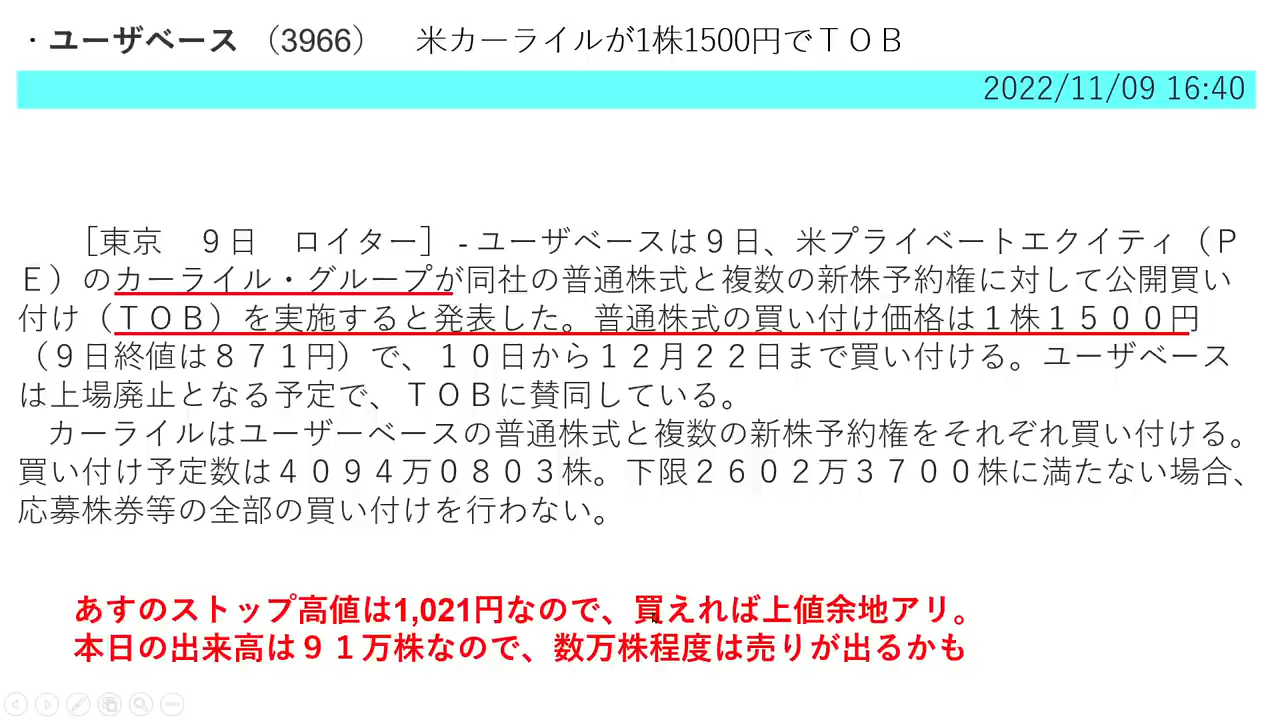 ・ユーザベース （3966）　米カーライルが1株1500円でＴＯＢ
2022/11/09 16:40
［東京　９日　ロイター］ - ユーザベースは９日、米プライベートエクイティ（Ｐ
Ｅ）のカーライル・グループが同社の普通株式と複数の新株予約権に対して公開買い
付け（ＴＯＢ）を実施すると発表した。普通株式の買い付け価格は１株１５００円
（９日終値は８７１円）で、１０日から１２月２２日まで買い付ける。ユーザベース
は上場廃止となる予定で、ＴＯＢに賛同している。
カーライルはユーザーベースの普通株式と複数の新株予約権をそれぞれ買い付ける。
買い付け予定数は４０９４万０８０３株。下限２６０２万３７００株に満たない場合、
応募株券等の全部の買い付けを行わない。
あすのストップ高値は1,021円なので、買えれば上値余地アリ。
本日の出来高は９１万株なので、数万株程度は売りが出るかも